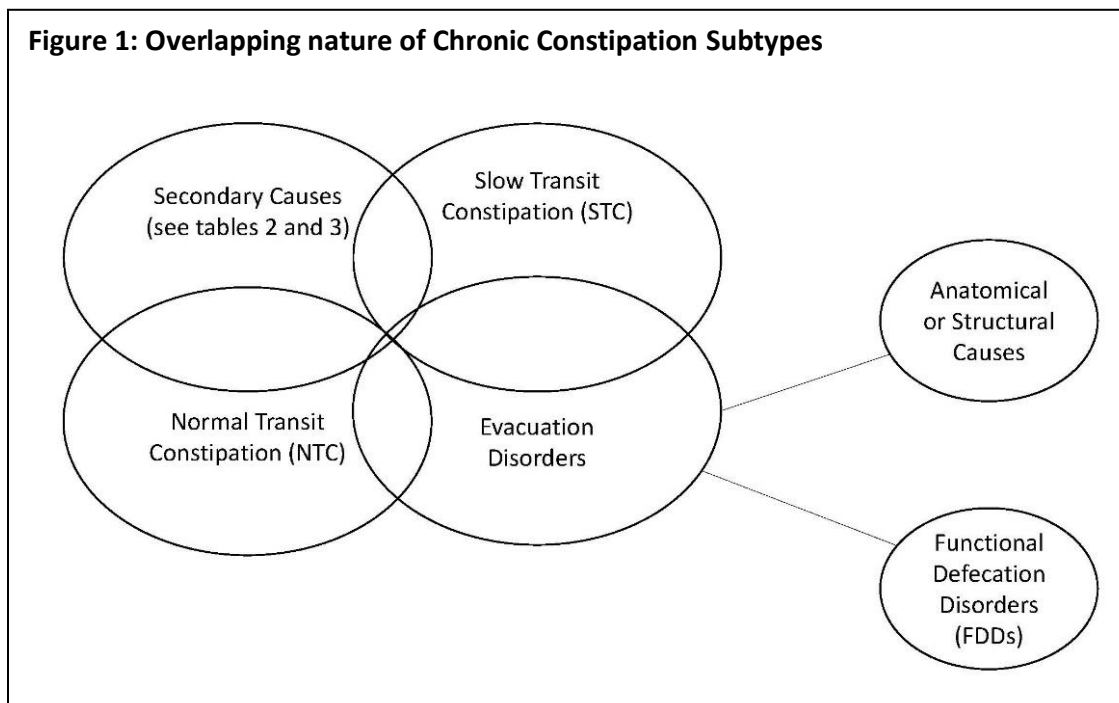 Figure 1: Overlapping nature of Chronic Constipation Subtypes
Secondary Causes
(see tables 2 and 3)
Slow Transit
Constipation (STC)
Normal Transit
Constipation (NTC)
Evacuation
Disorders
Anatomical
or Structural
Causes
Functional
Defecation
Disorders
(FDDs)